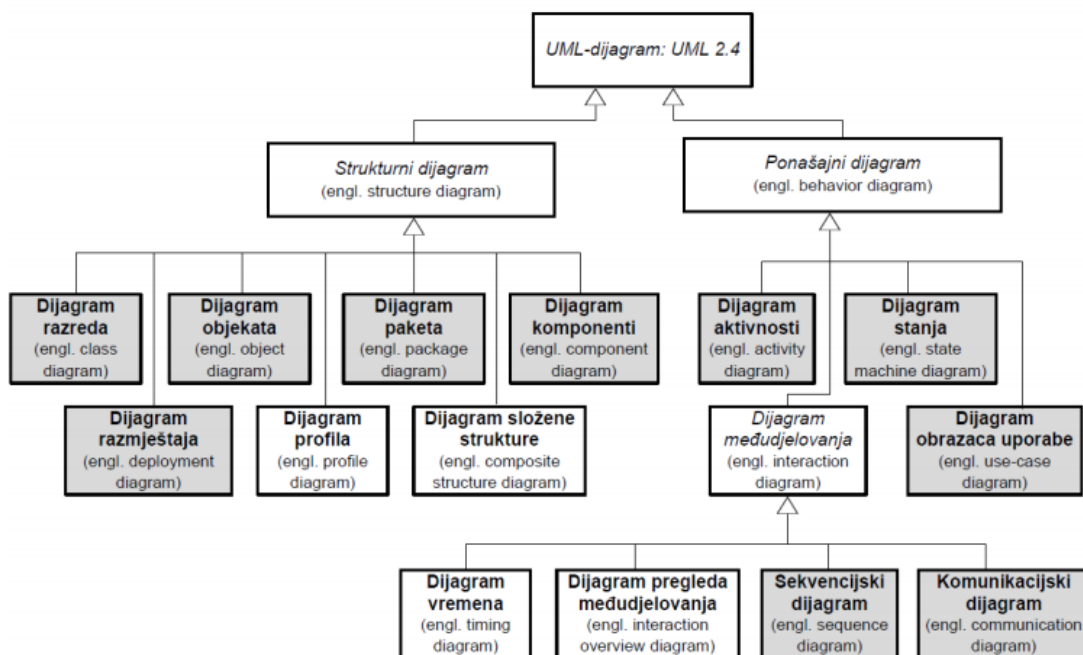 UML-dijagram: UML 2.4
Strukturni dijagram
(engl. structure diagram)
Ponašajni dijagram
(engl. behavior diagram)
Dijagram
razreda
(engl. class
diagram)
Dijagram
objekata
(engl. object
diagram)
Dijagram
paketa
(engl. package
diagram)
Dijagram
komponenti
(engl. component
diagram)
Dijagram
aktivnosti
(engl. activity
diagram)
Dijagram
stanja
(engl. state
machine diagram)
Dijagram
razmještaja
(engl. deployment
diagram)
Dijagram
profila
(engl. profile
diagram)
Dijagram složene
strukture
(engl. composite
structure diagram)
Dijagram
međudjelovanja
(engl. interaction
diagram)
Dijagram
obrazaca uporabe
(engl. use-case
diagram)
Dijagram
vremena
(engl. timing
diagram)
Dijagram pregleda
međudjelovanja
(engl. interaction
overview diagram)
Sekvencijski
dijagram
(engl. sequence
diagram)
Komunikacijski
dijagram
(engl. communication
diagram)